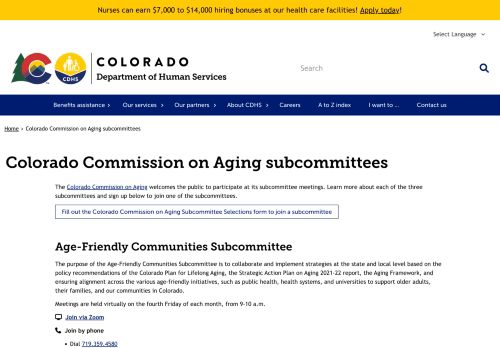 Nurses can earn $7,000 to $14,000 hiring bonuses at our health care facilities! Apply today!
Select Language
CDHS
COLORADO
Department of Human Services
Search
Benefits assistance
Our services
Our partners
About CDHS
Careers
A to Z index
I want to ...
Contact us
Home › Colorado Commission on Aging subcommittees
Colorado Commission on Aging subcommittees
The Colorado Commission on Aging welcomes the public to participate at its subcommittee meetings. Learn more about each of the three
subcommittees and sign up below to join one of the subcommittees.
Fill out the Colorado Commission on Aging Subcommittee Selections form to join a subcommittee
Age-Friendly Communities Subcommittee
The purpose of the Age-Friendly Communities Subcommittee is to collaborate and implement strategies at the state and local level based on the
policy recommendations of the Colorado Plan for Lifelong Aging, the Strategic Action Plan on Aging 2021-22 report, the Aging Framework, and
ensuring alignment across the various age-friendly initiatives, such as public health, health systems, and universities to support older adults,
their families, and our communities in Colorado.
Meetings are held virtually on the fourth Friday of each month, from 9-10 a.m.
Join via Zoom
Join by phone
• Dial 719.359.4580